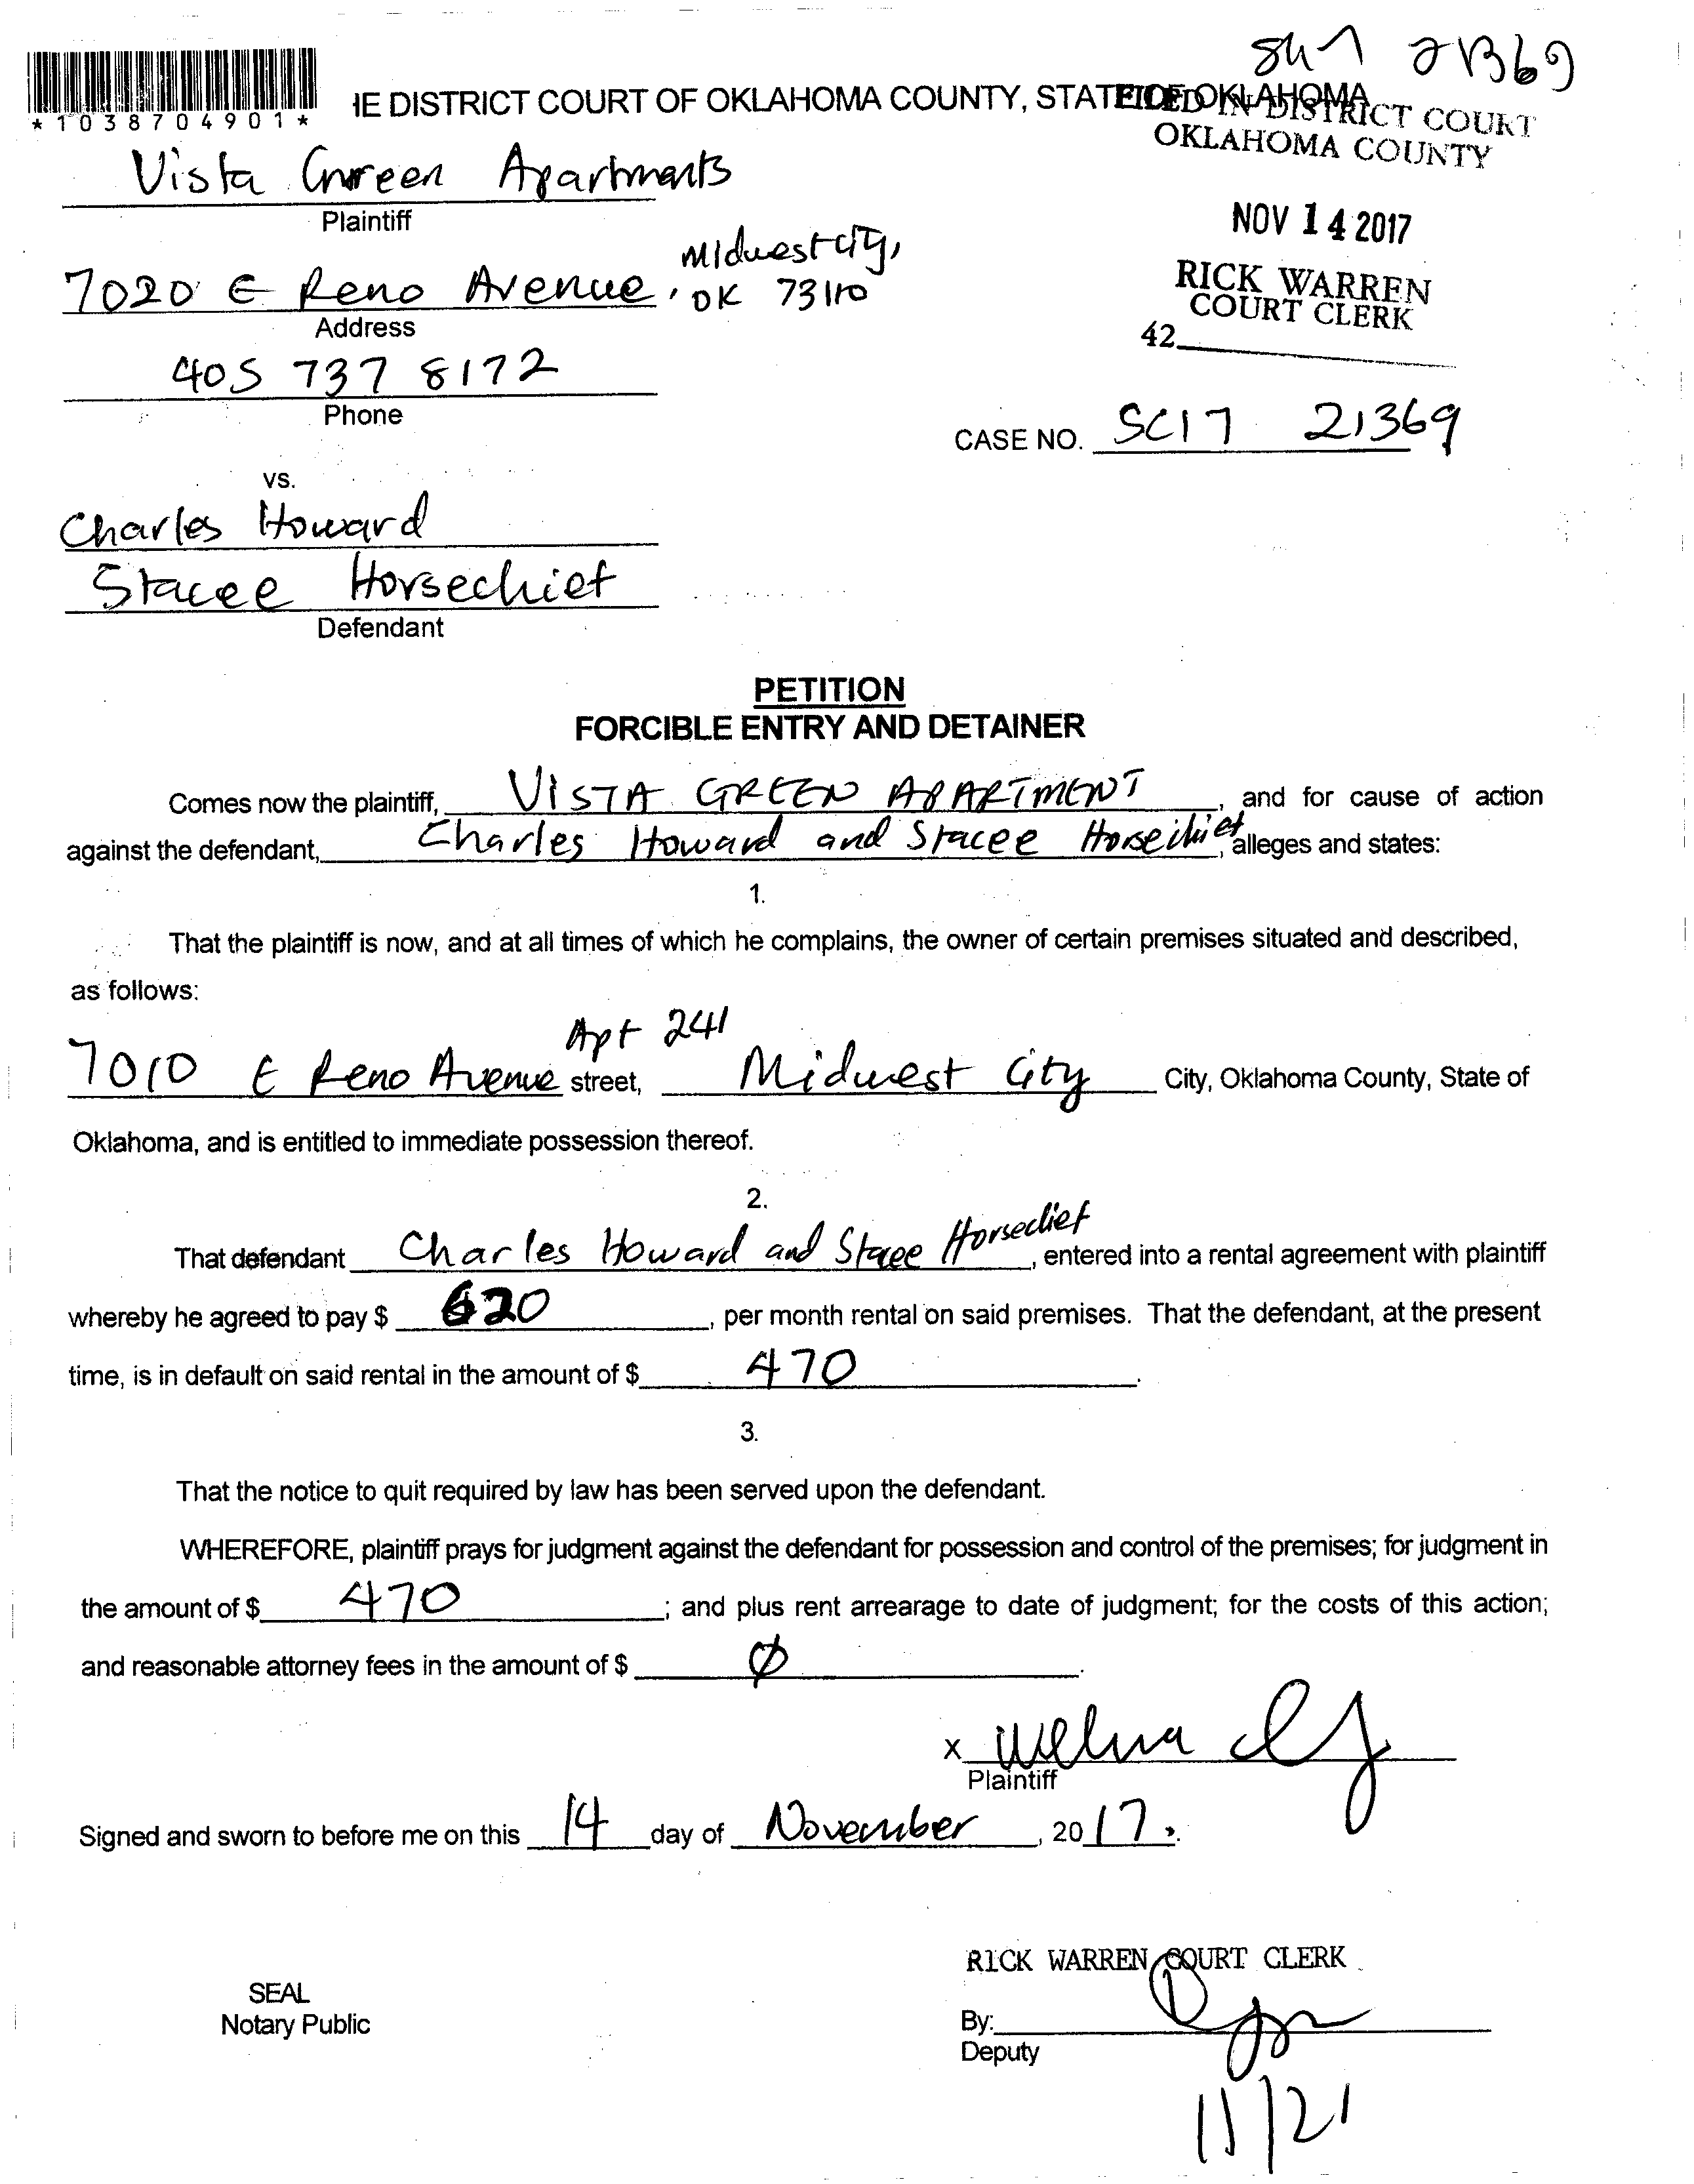 21369
*1038704901*
HE DISTRICT COURT OF OKLAHOMA COUNTY, STATE OF OKLAHOMA
FILED IN DISTRICT COURT
OKLAHOMA COUNTY
Vista Green Apartments
Plaintiff
NOV 14 2017
7020 E Reno Avenue, Midwest City,
OK 73110
Address
RICK WARREN
COURT CLERK
42
405 737 8172
Phone
CASE NO. SC17 21369
vs.
Charles Howard
Stacee Horsechief
Defendant
PETITION
FORCIBLE ENTRY AND DETAINER
Comes now the plaintiff, VISTA GREEN APARTMENT, and for cause of action
against the defendant, Charles Howard and Stacee Horsechief, alleges and states:
1.
That the plaintiff is now, and at all times of which he complains, the owner of certain premises situated and described,
as follows:
Apt 241
7010 E Reno Avenue street, Midwest City City, Oklahoma County, State of
Oklahoma, and is entitled to immediate possession thereof.
2.
That defendant Charles Howard and Stacee Horsechief, entered into a rental agreement with plaintiff
whereby he agreed to pay $ 620, per month rental on said premises. That the defendant, at the present
time, is in default on said rental in the amount of $ 470.
3.
That the notice to quit required by law has been served upon the defendant.
WHEREFORE, plaintiff prays for judgment against the defendant for possession and control of the premises; for judgment in
the amount of $ 470; and plus rent arrearage to date of judgment; for the costs of this action;
and reasonable attorney fees in the amount of $ Ø.
X
Plaintiff
Signed and sworn to before me on this 14 day of November, 2017.
RICK WARREN COURT CLERK
SEAL
Notary Public
By:
Deputy
11/21